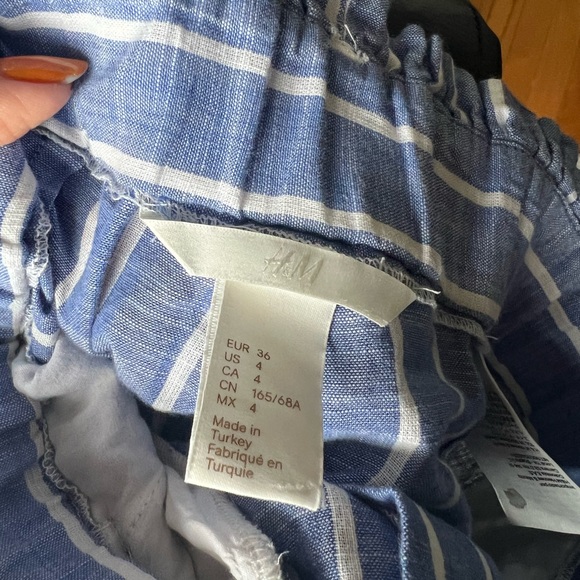 H&M
EUR 36
US 4
CA 4
CN 165/68A
MX 4
Made in
Turkey
Fabriqué en
Turquie